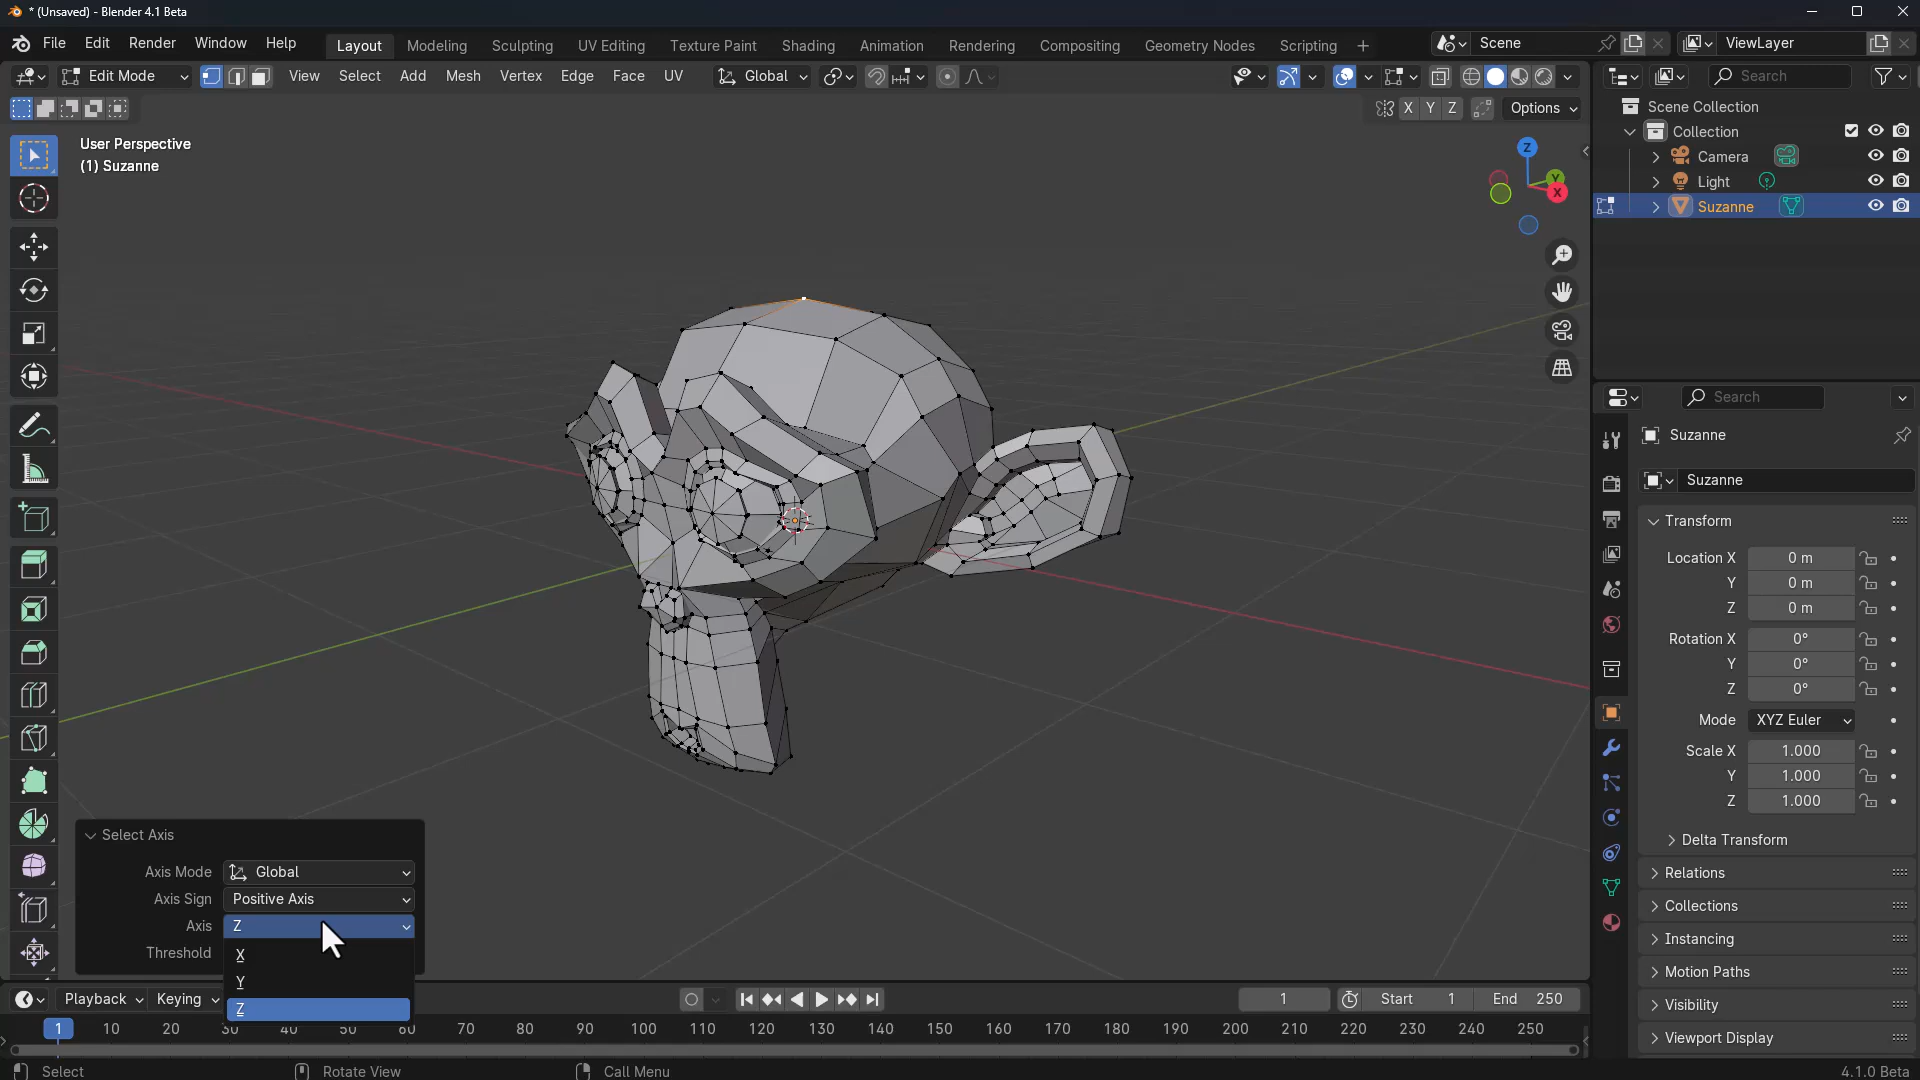 * (Unsaved) - Blender 4.1 Beta
File Edit Render Window Help
Layout Modeling Sculpting UV Editing Texture Paint Shading Animation Rendering Compositing Geometry Nodes Scripting +
Scene
ViewLayer
Edit Mode
View Select Add Mesh Vertex Edge Face UV
Global
Search
X Y Z
Options
User Perspective
(1) Suzanne
Z
Y
X
Scene Collection
Collection
Camera
Light
Suzanne
Search
Suzanne
Suzanne
Transform
Location X 0 m
Y 0 m
Z 0 m
Rotation X 0°
Y 0°
Z 0°
Mode XYZ Euler
Scale X 1.000
Y 1.000
Z 1.000
Delta Transform
Relations
Collections
Instancing
Motion Paths
Visibility
Viewport Display
Select Axis
Axis Mode Global
Axis Sign Positive Axis
Axis Z
Threshold
X
Y
Z
Playback Keying
1
Start 1
End 250
1 10 20 30 40 50 60 70 80 90 100 110 120 130 140 150 160 170 180 190 200 210 220 230 240 250
Select
Rotate View
Call Menu
4.1.0 Beta